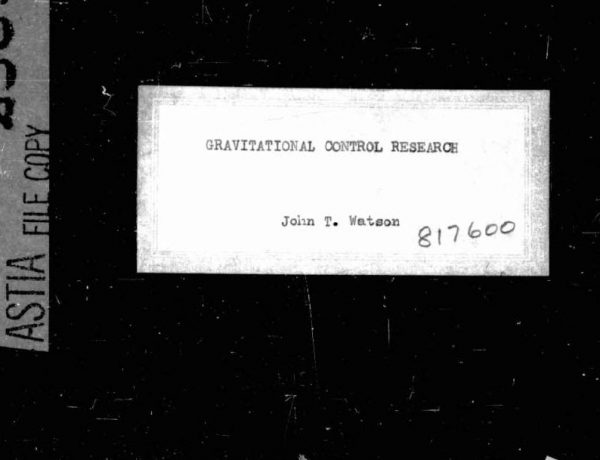 ASTIA FILE COPY
GRAVITATIONAL CONTROL RESEARCH
John T. Watson
817600